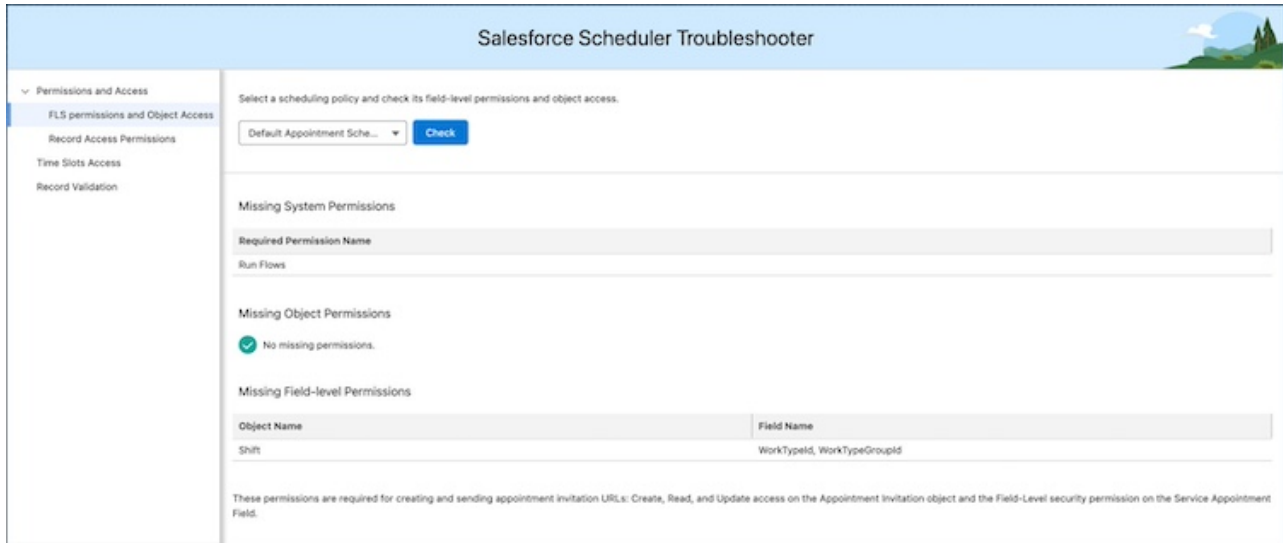 Salesforce Scheduler Troubleshooter
Permissions and Access
FLS permissions and Object Access
Record Access Permissions
Time Slots Access
Record Validation
Select a scheduling policy and check its field-level permissions and object access.
Default Appointment Sche...
Check
Missing System Permissions
Required Permission Name
Run Flows
Missing Object Permissions
No missing permissions.
Missing Field-level Permissions
Object Name Field Name
Shift WorkTypeId, WorkTypeGroupId
These permissions are required for creating and sending appointment invitation URLs: Create, Read, and Update access on the Appointment Invitation object and the Field-Level security permission on the Service Appointment
Field.